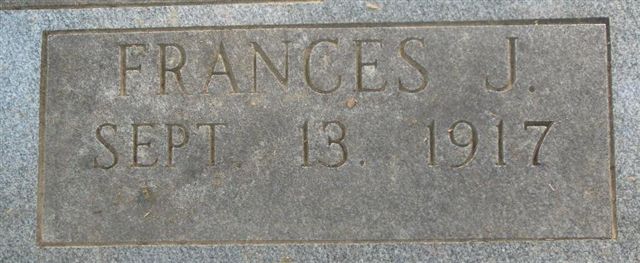 FRANCES J.
SEPT. 13. 1917